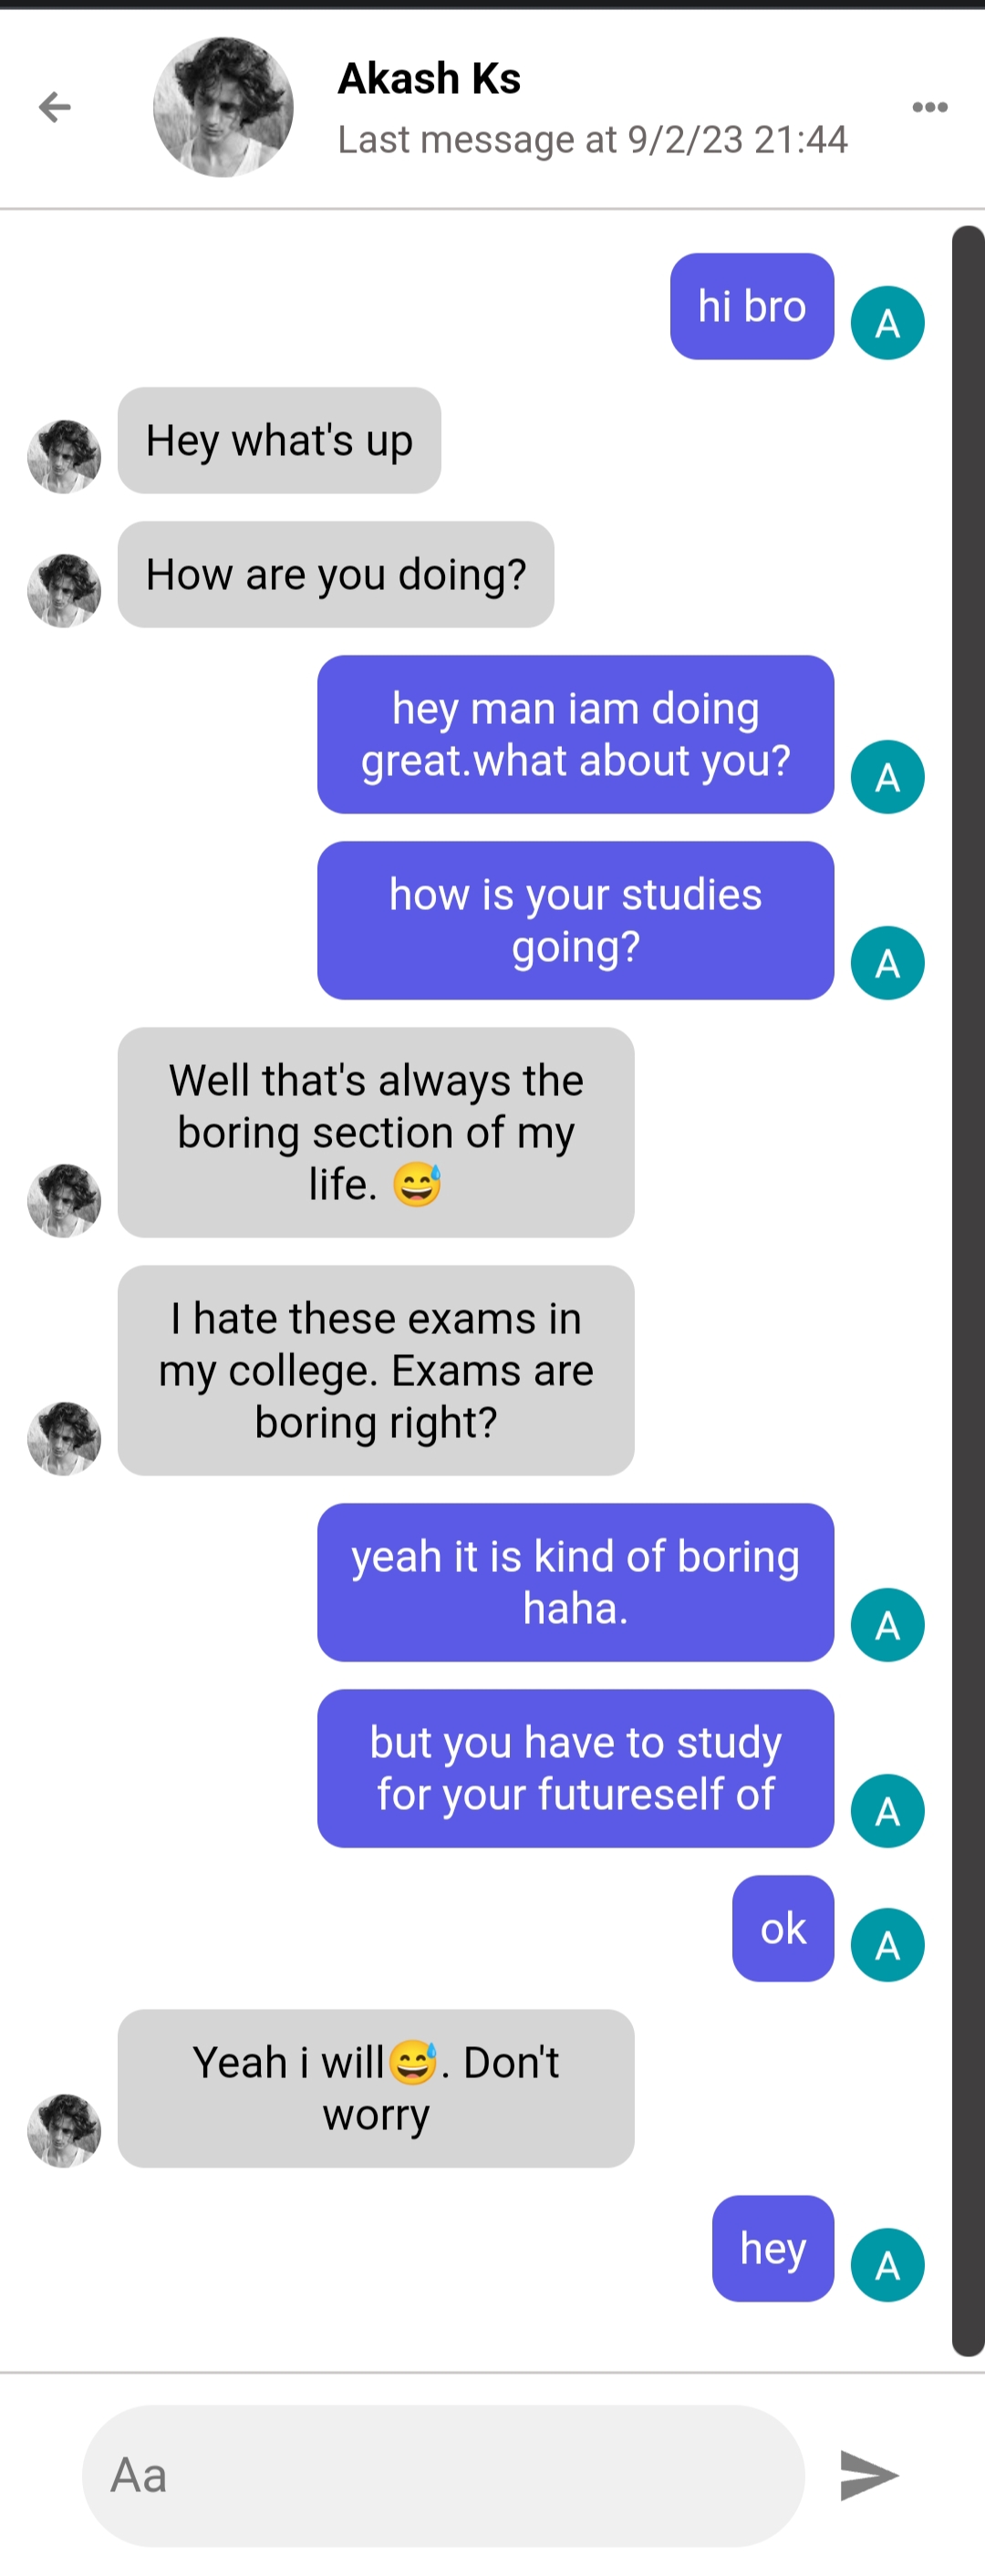 Akash Ks
Last message at 9/2/23 21:44
hi bro
A
Hey what's up
How are you doing?
hey man iam doing
great.what about you?
A
how is your studies
going?
A
Well that's always the
boring section of my
life. 😅
I hate these exams in
my college. Exams are
boring right?
yeah it is kind of boring
haha.
A
but you have to study
for your futureself of
A
ok
A
Yeah i will😅. Don't
worry
hey
A
Aa